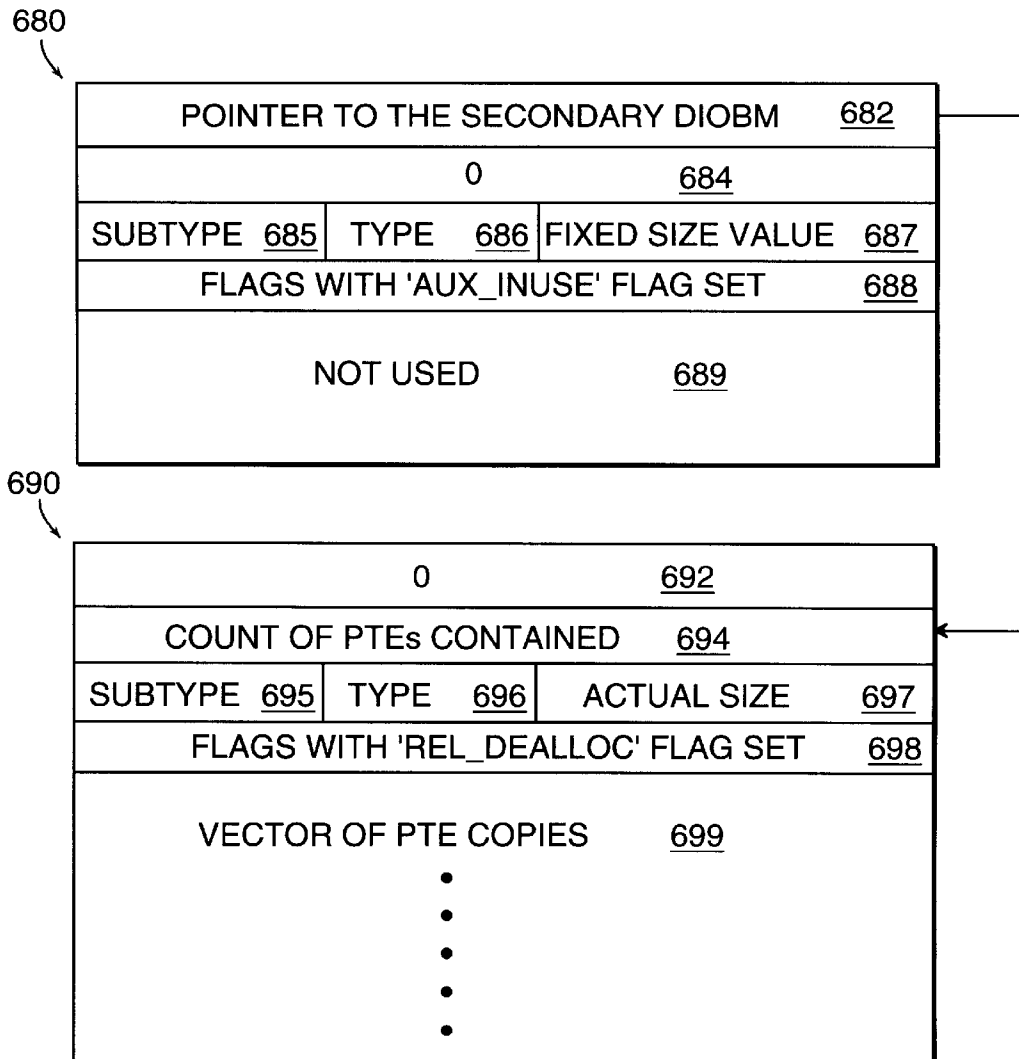 680
POINTER TO THE SECONDARY DIOBM 682
0 684
SUBTYPE 685 TYPE 686 FIXED SIZE VALUE 687
FLAGS WITH 'AUX_INUSE' FLAG SET 688
NOT USED 689
690
0 692
COUNT OF PTEs CONTAINED 694
SUBTYPE 695 TYPE 696 ACTUAL SIZE 697
FLAGS WITH 'REL_DEALLOC' FLAG SET 698
VECTOR OF PTE COPIES 699